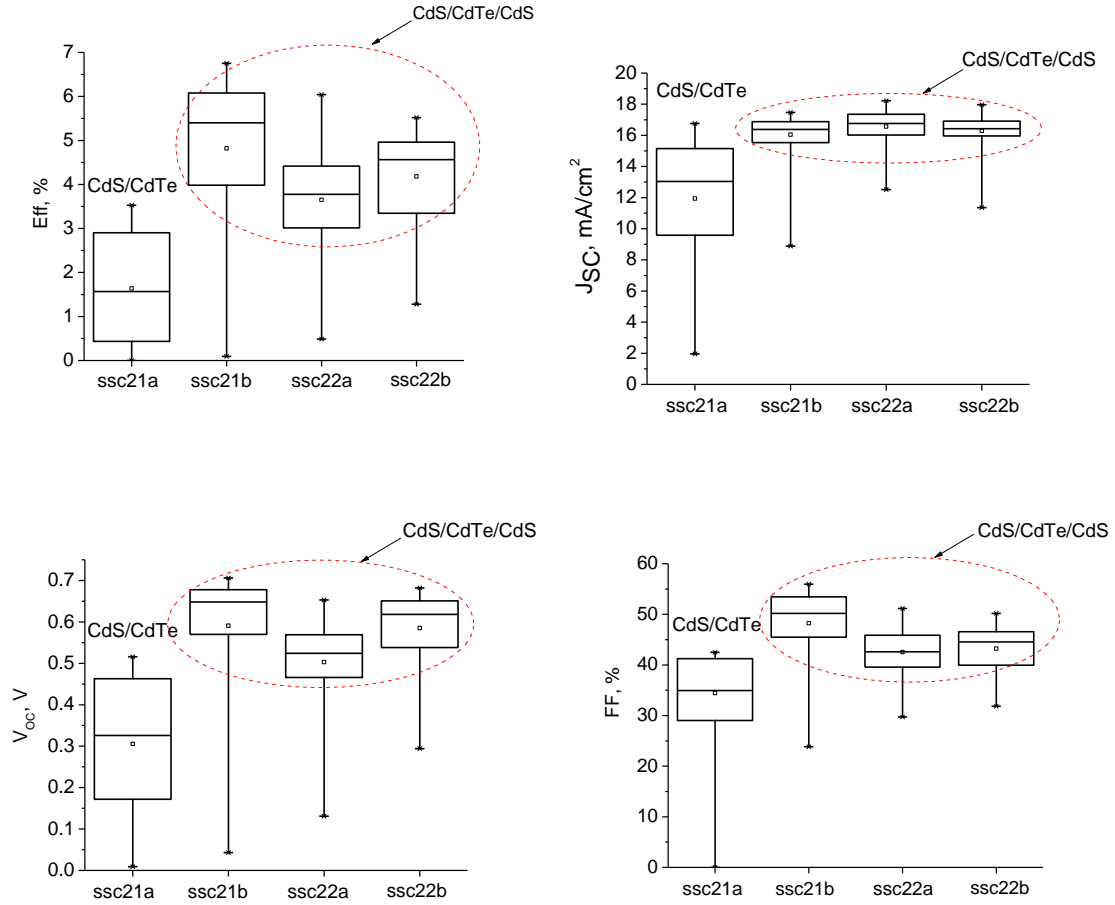 CdS/CdTe/CdS
7
6
5
4
3
2
1
0
Eff, %
CdS/CdTe
ssc21a
ssc21b
ssc22a
ssc22b
CdS/CdTe/CdS
20
18
16
14
12
10
8
6
4
2
0
JSC, mA/cm²
CdS/CdTe
ssc21a
ssc21b
ssc22a
ssc22b
CdS/CdTe/CdS
0.7
0.6
0.5
0.4
0.3
0.2
0.1
0.0
VOC, V
CdS/CdTe
ssc21a
ssc21b
ssc22a
ssc22b
CdS/CdTe/CdS
60
50
40
30
20
10
0
FF, %
CdS/CdTe
ssc21a
ssc21b
ssc22a
ssc22b